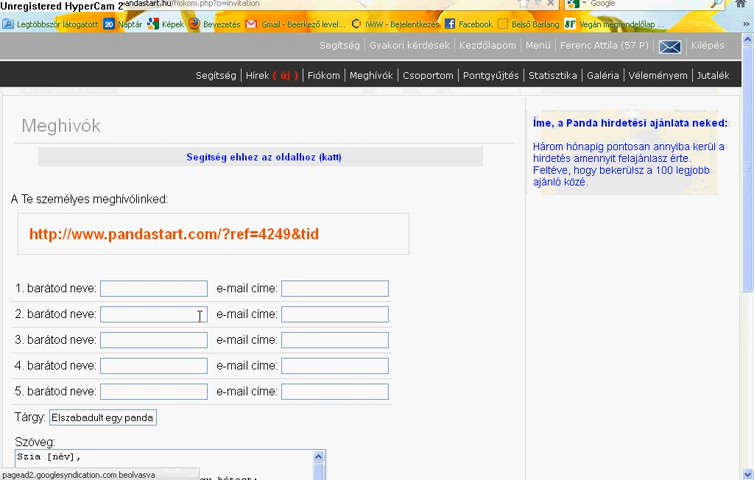 Unregistered HyperCam 2
pandastart.hu/fiokom.php?o=invitation
Google
Legtöbbször látogatott
20 Naptár
Képek
Bevezetés
Gmail - Beérkező level...
iWiW - Bejelentkezés
Facebook
Belső Barlang
Vegán megrendelőlap ...
Segítség
Gyakori kérdések
Kezdőlapom
Menü
Ferenc Attila (57 P)
Kilépés
Segítség
Hírek ( új )
Fiókom
Meghívók
Csoportom
Pontgyűjtés
Statisztika
Galéria
Véleményem
Jutalék
Meghívók
Segítség ehhez az oldalhoz (katt)
Íme, a Panda hirdetési ajánlata neked:
Három hónapig pontosan annyiba kerül a
hirdetés amennyit felajánlasz érte.
Feltéve, hogy bekerülsz a 100 legjobb
ajánló közé.
A Te személyes meghívólinked:
http://www.pandastart.com/?ref=4249&tid
1. barátod neve:
e-mail címe:
2. barátod neve:
e-mail címe:
3. barátod neve:
e-mail címe:
4. barátod neve:
e-mail címe:
5. barátod neve:
e-mail címe:
Tárgy: Elszabadult egy panda
Szöveg:
Szia [név],
pagead2.googlesyndication.com beolvasva